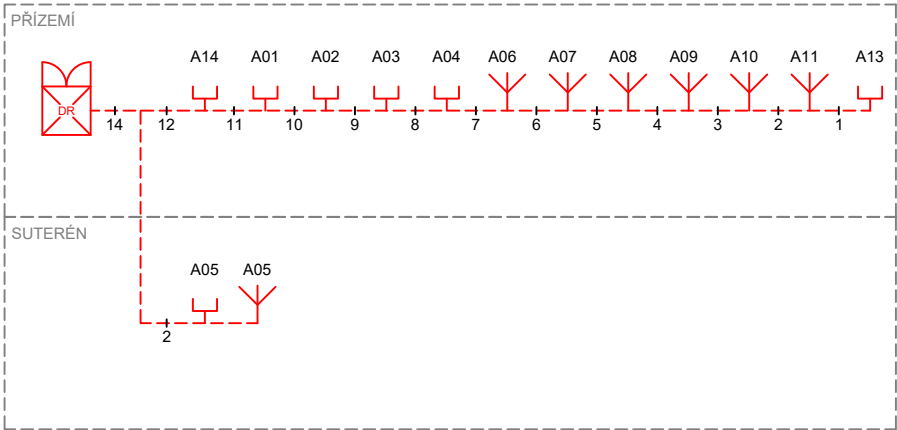 PŘÍZEMÍ
A14 A01 A02 A03 A04 A06 A07 A08 A09 A10 A11 A13
DR
14 12 11 10 9 8 7 6 5 4 3 2 1
SUTERÉN
A05 A05
2